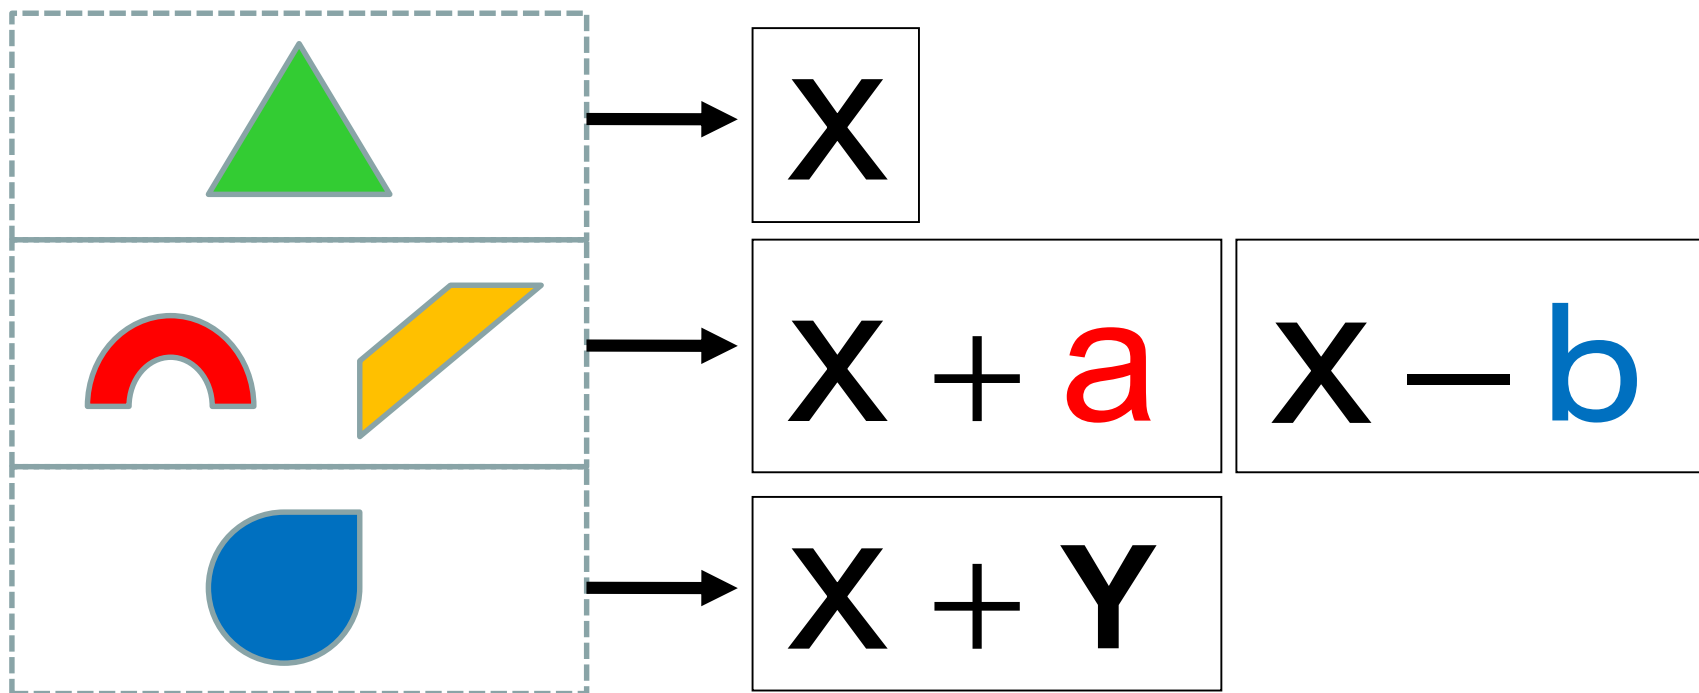 X
X + a X – b
X + Y